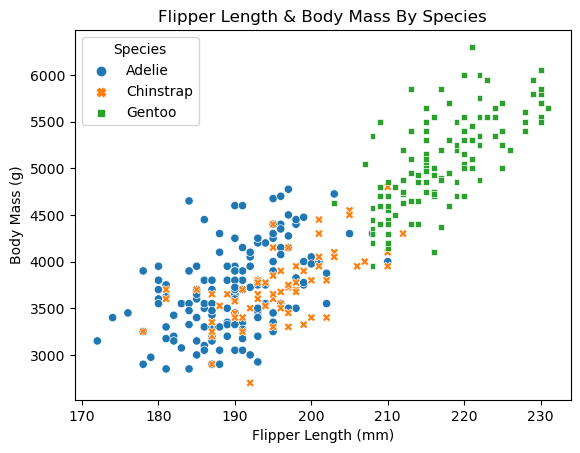 Flipper Length & Body Mass By Species
Species
Adelie
Chinstrap
Gentoo
Body Mass (g)
6000
5500
5000
4500
4000
3500
3000
170 180 190 200 210 220 230
Flipper Length (mm)